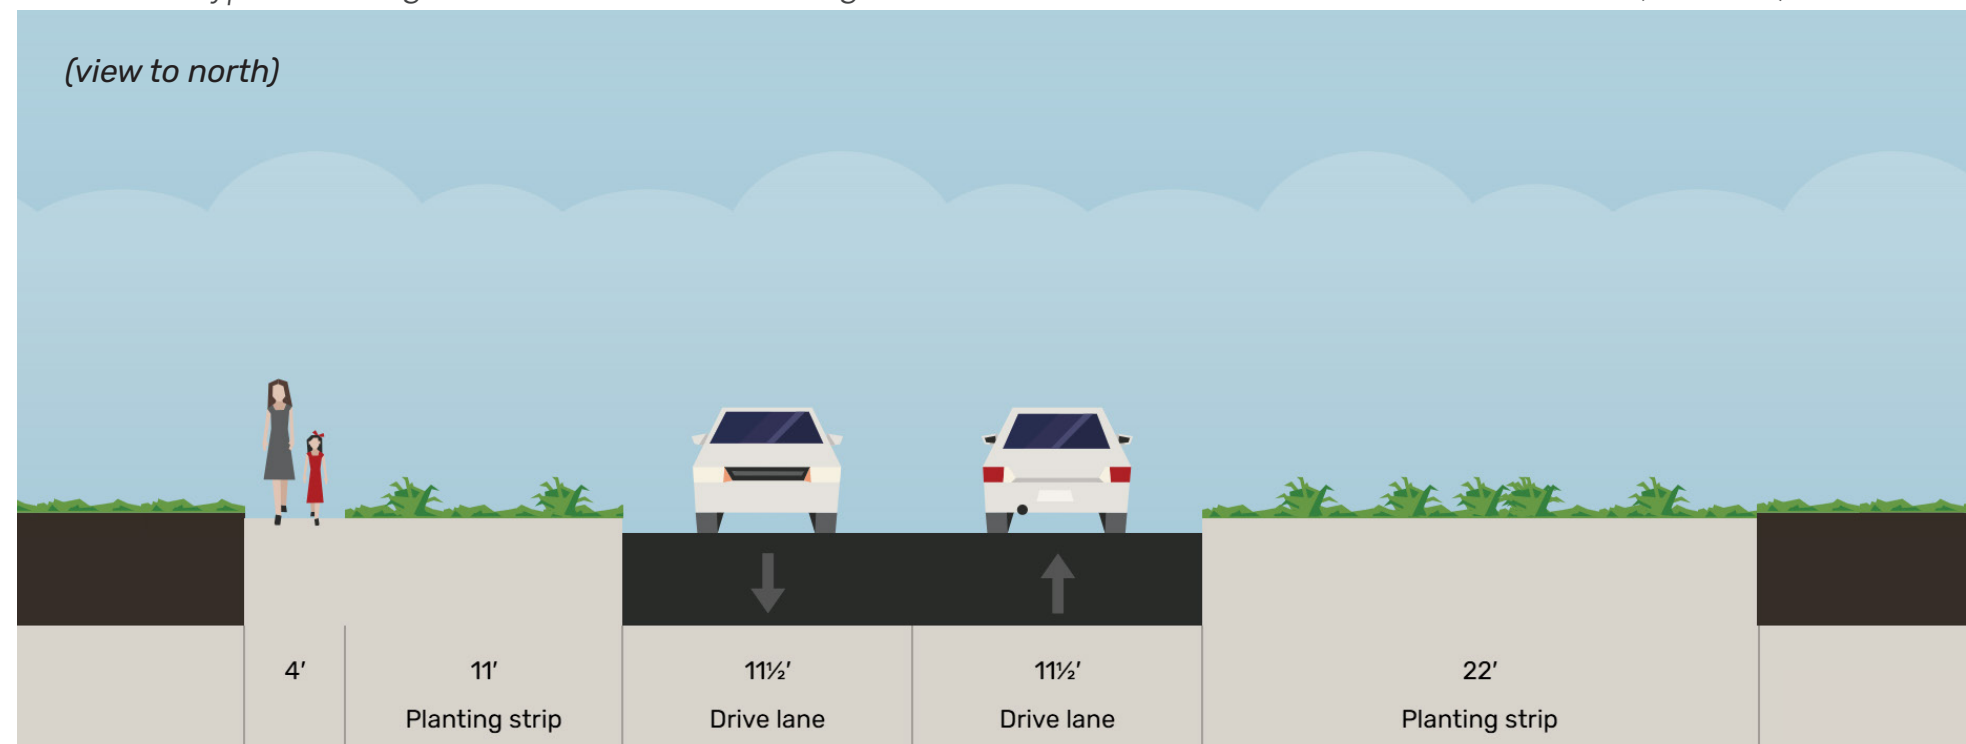 (view to north)
4′ 11′ 11½′ 11½′ 22′
Planting strip Drive lane Drive lane Planting strip